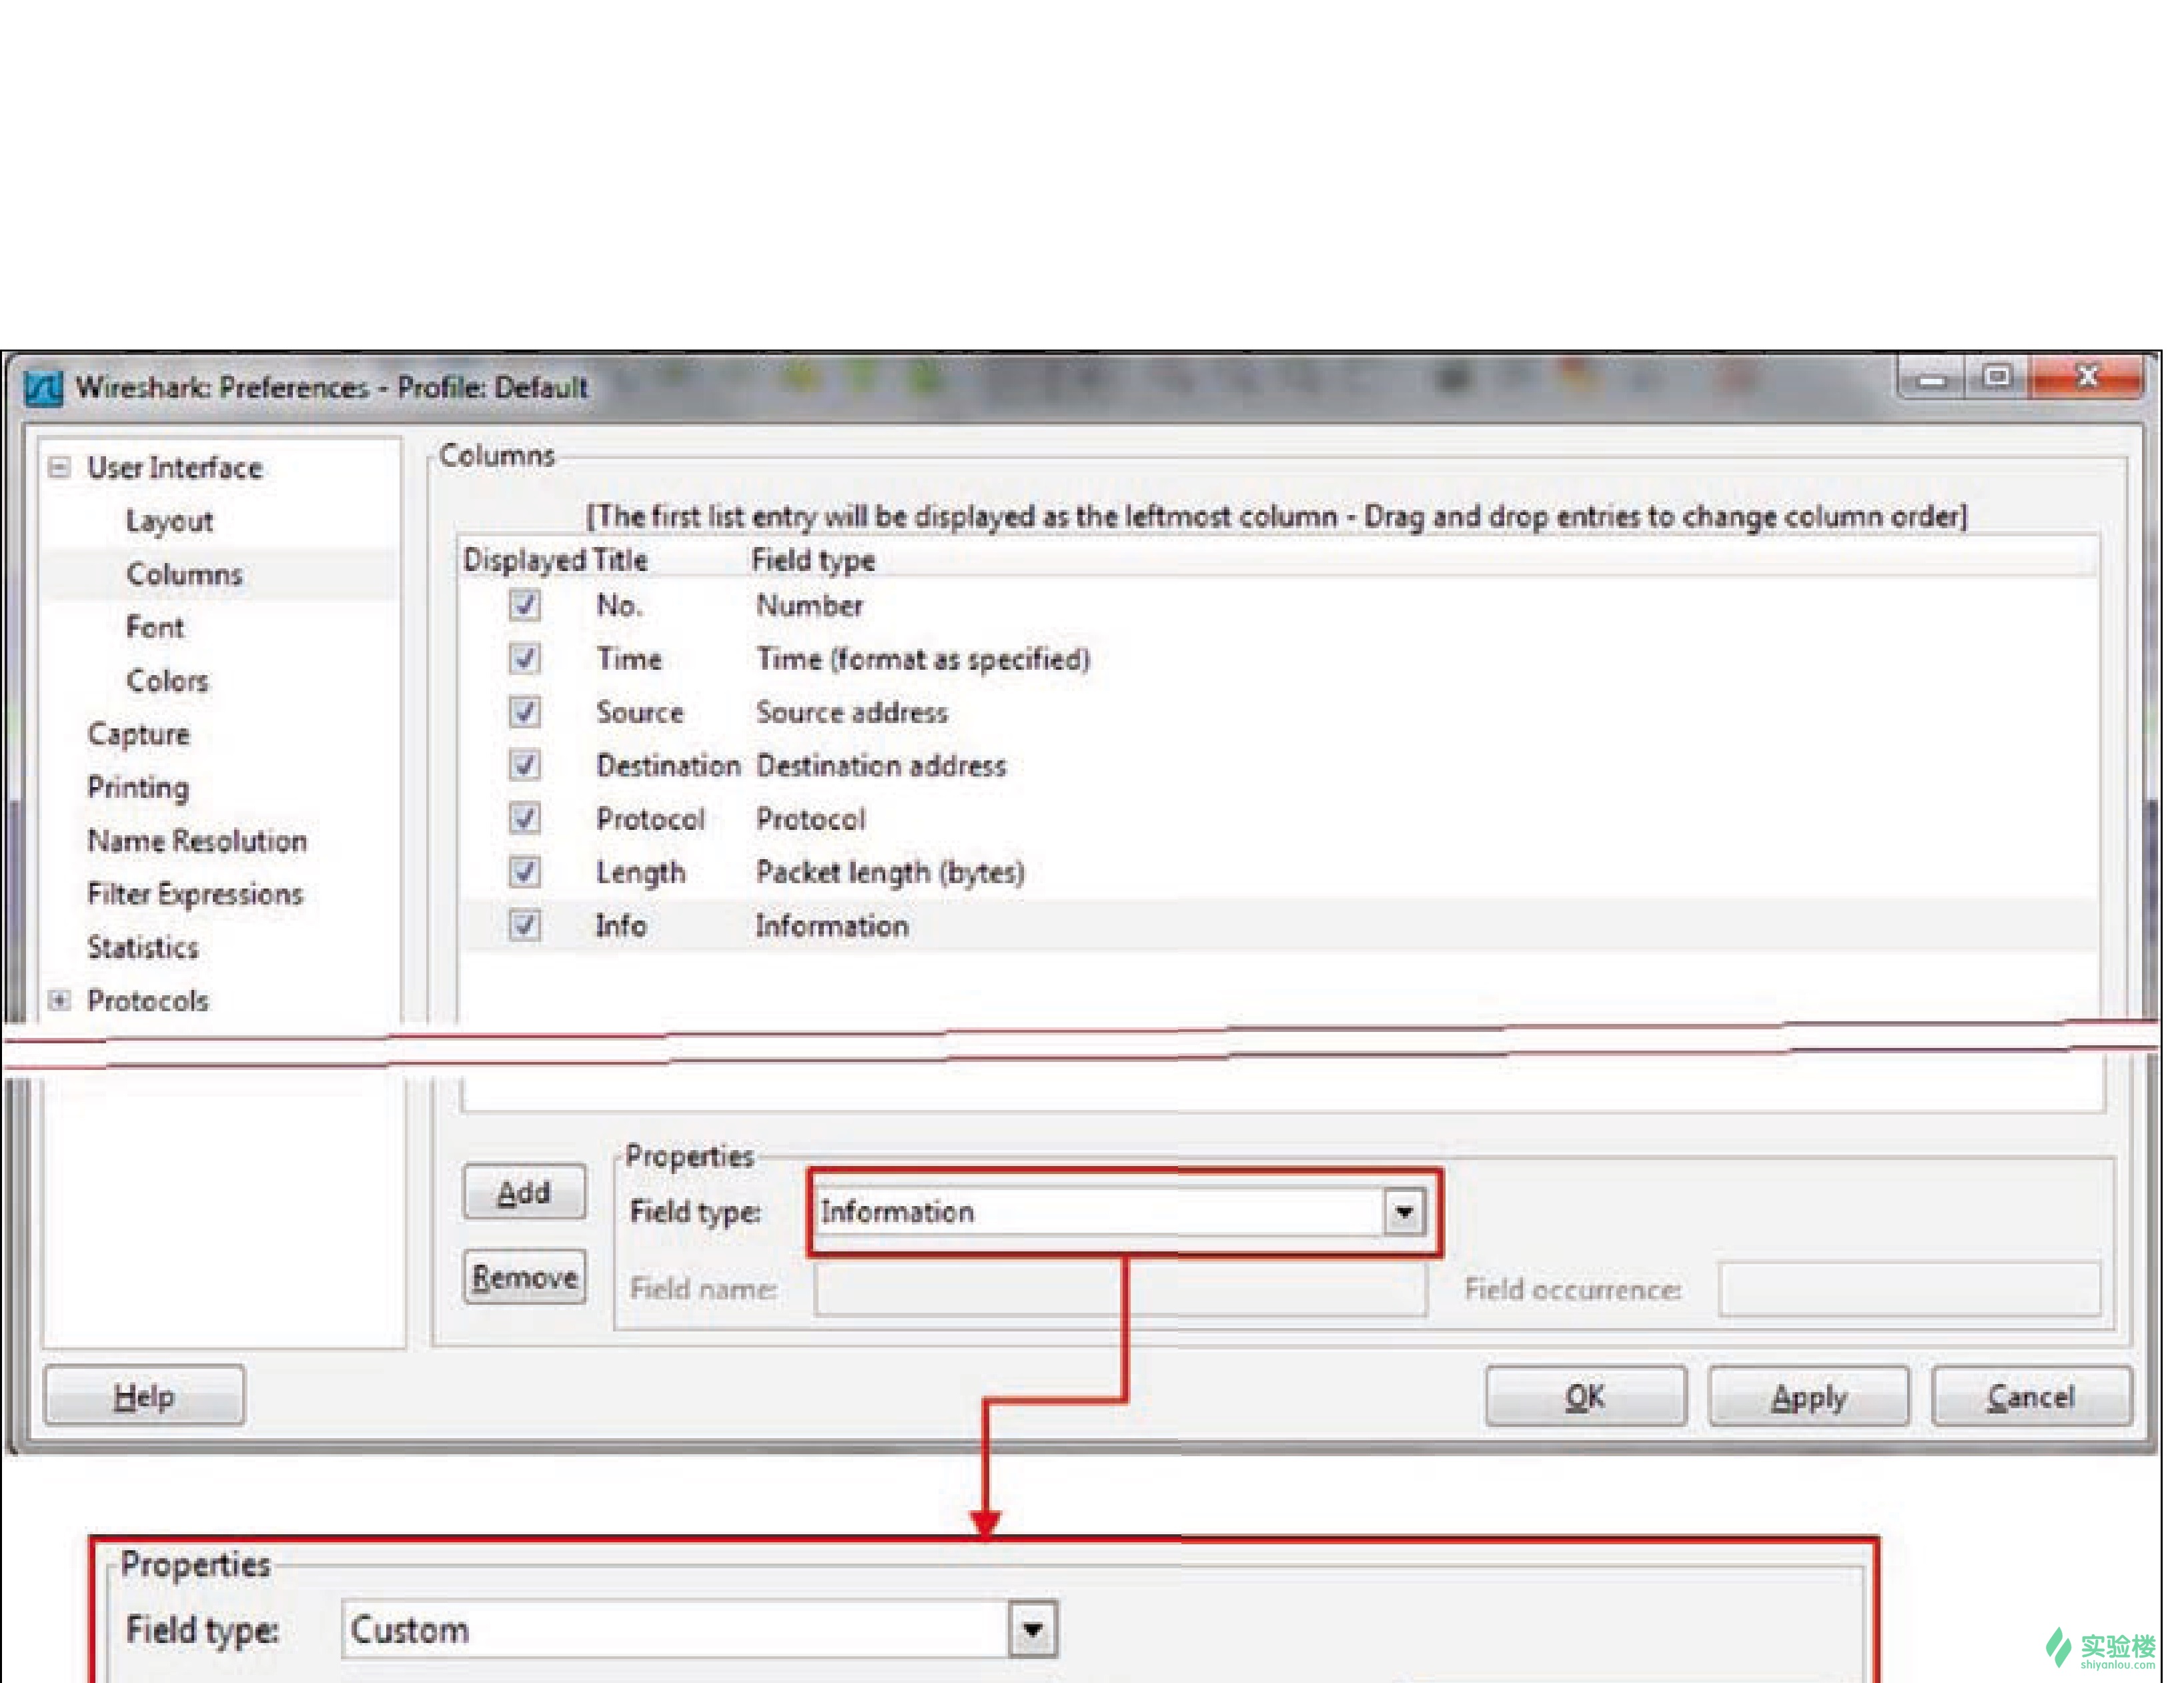 Wireshark: Preferences - Profile: Default
User Interface
Layout
Columns
Font
Colors
Capture
Printing
Name Resolution
Filter Expressions
Statistics
Protocols
Columns
[The first list entry will be displayed as the leftmost column - Drag and drop entries to change column order]
Displayed Title Field type
No. Number
Time Time (format as specified)
Source Source address
Destination Destination address
Protocol Protocol
Length Packet length (bytes)
Info Information
Add
Remove
Properties
Field type: Information
Field name: Field occurrence:
Help OK Apply Cancel
Properties
Field type: Custom
实验楼
shiyanlou.com